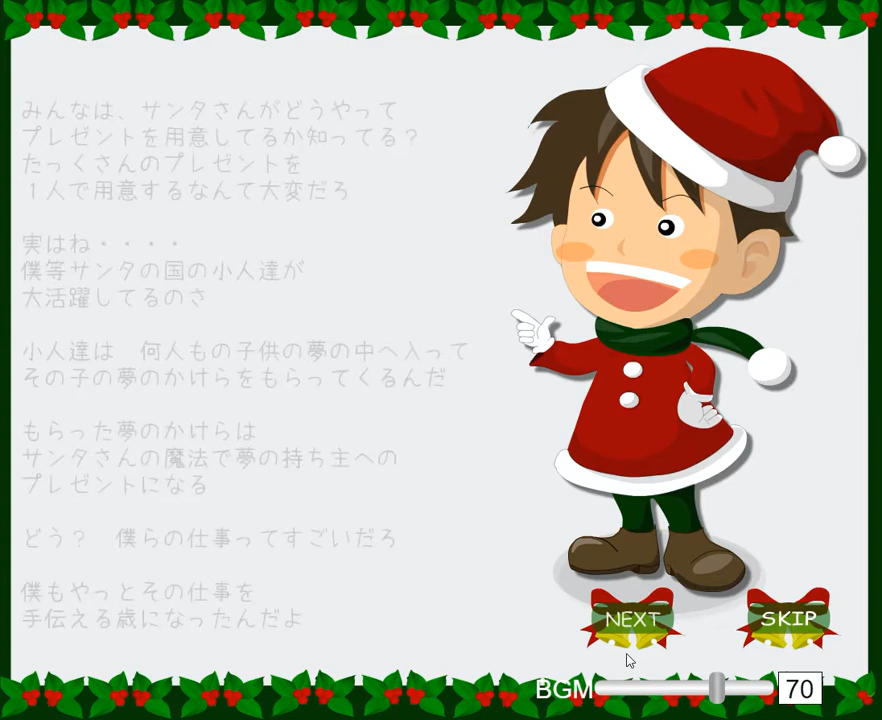 みんなは、サンタさんがどうやって
プレゼントを用意してるか知ってる？
たっくさんのプレゼントを
１人で用意するなんて大変だろ
実はね・・・・
僕等サンタの国の小人達が
大活躍してるのさ
小人達は　何人もの子供の夢の中へ入って
その子の夢のかけらをもらってくるんだ
もらった夢のかけらは
サンタさんの魔法で夢の持ち主への
プレゼントになる
どう？　僕らの仕事ってすごいだろ
僕もやっとその仕事を
手伝える歳になったんだよ
NEXT
SKIP
BGM
70